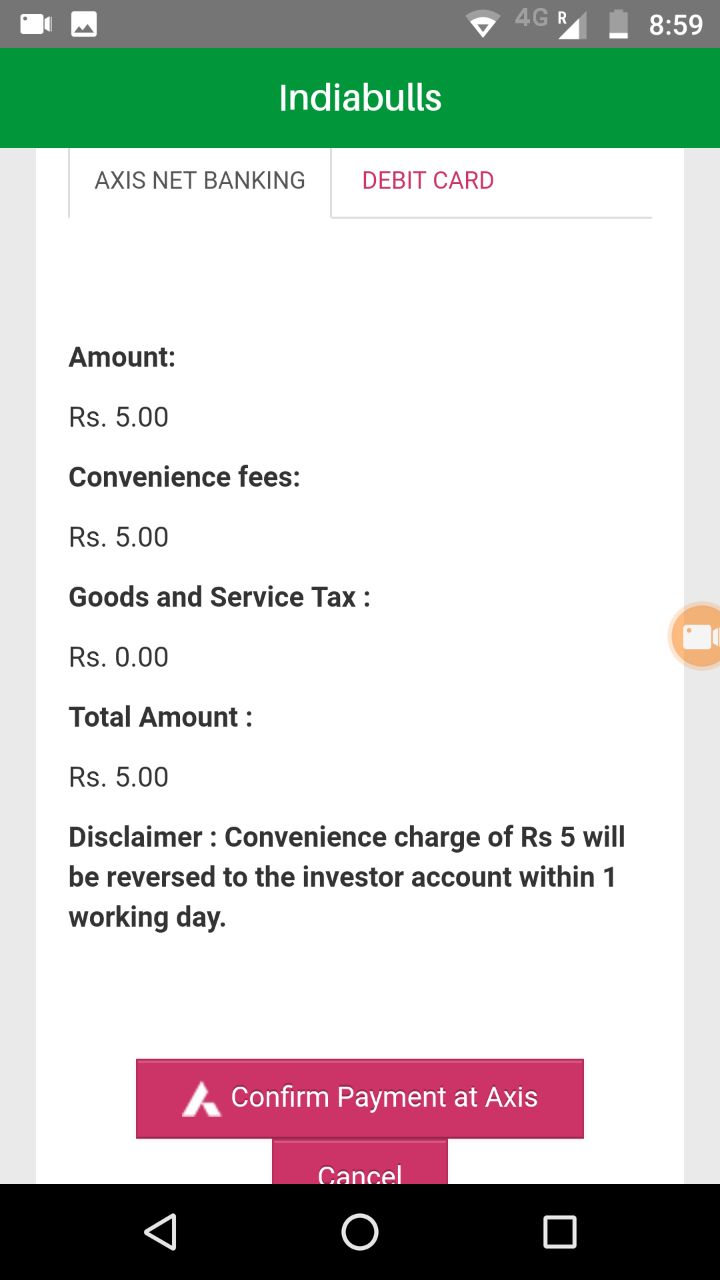 4G R 8:59
Indiabulls
AXIS NET BANKING DEBIT CARD
Amount:
Rs. 5.00
Convenience fees:
Rs. 5.00
Goods and Service Tax :
Rs. 0.00
Total Amount :
Rs. 5.00
Disclaimer : Convenience charge of Rs 5 will
be reversed to the investor account within 1
working day.
Confirm Payment at Axis
Cancel